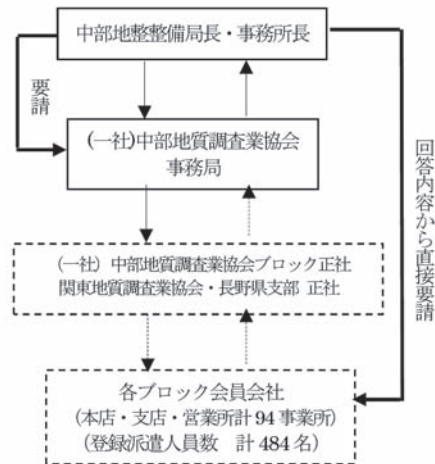 中部地整整備局長・事務所長
要請
(一社)中部地質調査業協会
事務局
回答内容から直接要請
(一社) 中部地質調査業協会ブロック正社
関東地質調査業協会・長野県支部 正社
各ブロック会員会社
(本店・支店・営業所計 94 事業所)
(登録派遣人員数 計 484 名)